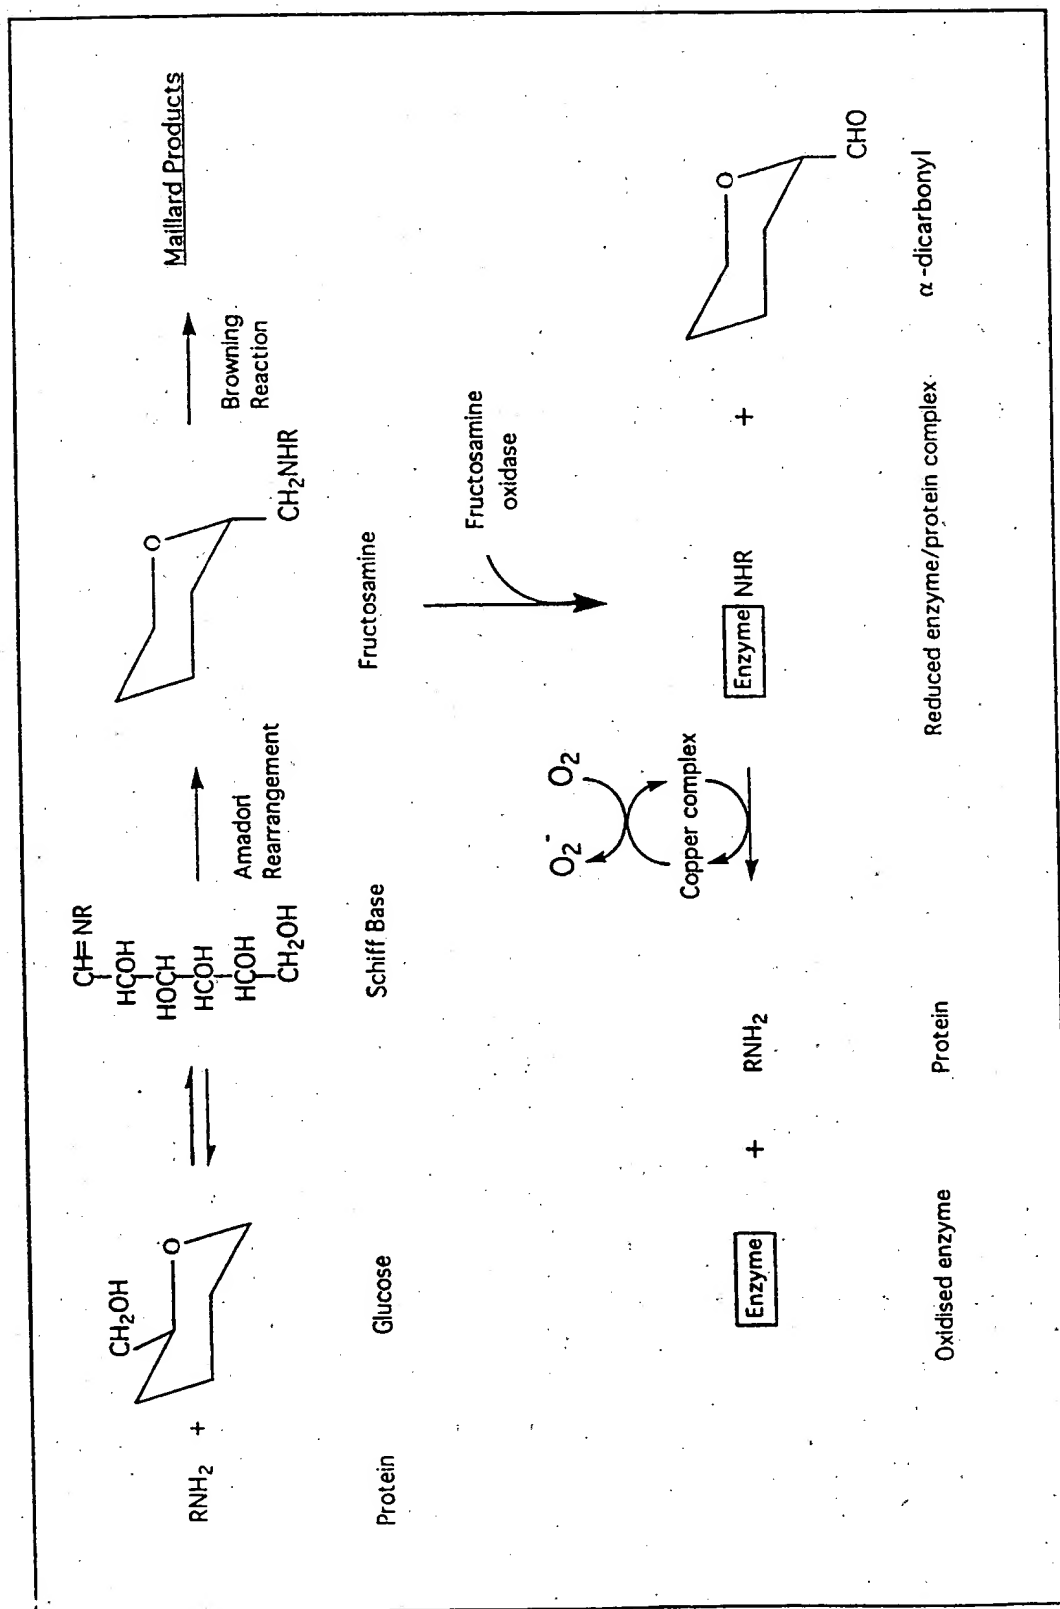 RNH2 +
CH2OH
O
CH=NR
HCOH
HOCH
HCOH
HCOH
CH2OH
Amadori
Rearrangement
O
CH2NHR
Browning
Reaction
Maillard Products
Protein
Glucose
Schiff Base
Fructosamine
Fructosamine
oxidase
O2-
O2
Copper complex
Enzyme
+
RNH2
Enzyme NHR
+
O
CHO
Oxidised enzyme
Protein
Reduced enzyme/protein complex
α-dicarbonyl